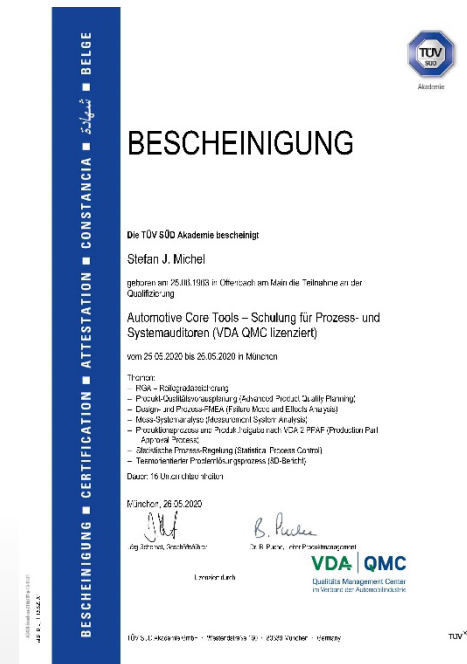 TÜV
SÜD
Akademie
BESCHEINIGUNG ■ CERTIFICATION ■ ATTESTATION ■ CONSTANCIA ■ شهادة ■ BELGE
BESCHEINIGUNG
Die TÜV SÜD Akademie bescheinigt
Stefan J. Michel
geboren am in Offenbach am Main die Teilnahme an der
Qualifizierung
Automotive Core Tools – Schulung für Prozess- und
Systemauditoren (VDA QMC lizenziert)
vom 25.05.2020 bis 26.05.2020 in München
Themen:
– RGA – Reifegradabsicherung
– Produkt-Qualitätsvorausplanung (Advanced Product Quality Planning)
– Design- und Prozess-FMEA (Failure Mode and Effects Analysis)
– Mess-Systemanalyse (Measurement System Analysis)
– Produktionsprozess und Produktfreigabe nach VDA 2 PPAP (Production Part
Approval Process)
– Statistische Prozess-Regelung (Statistical Process Control)
– Teamorientierter Problemlösungsprozess (8D-Bericht)
Dauer: 16 Unterrichtseinheiten
München, 26.05.2020
Geschäftsführer
Produktmanagement
Lizenziert durch
VDA QMC
Qualitäts Management Center
im Verband der Automobilindustrie
TÜV SÜD Akademie GmbH · Westendstraße 160 · München · Germany
TÜV